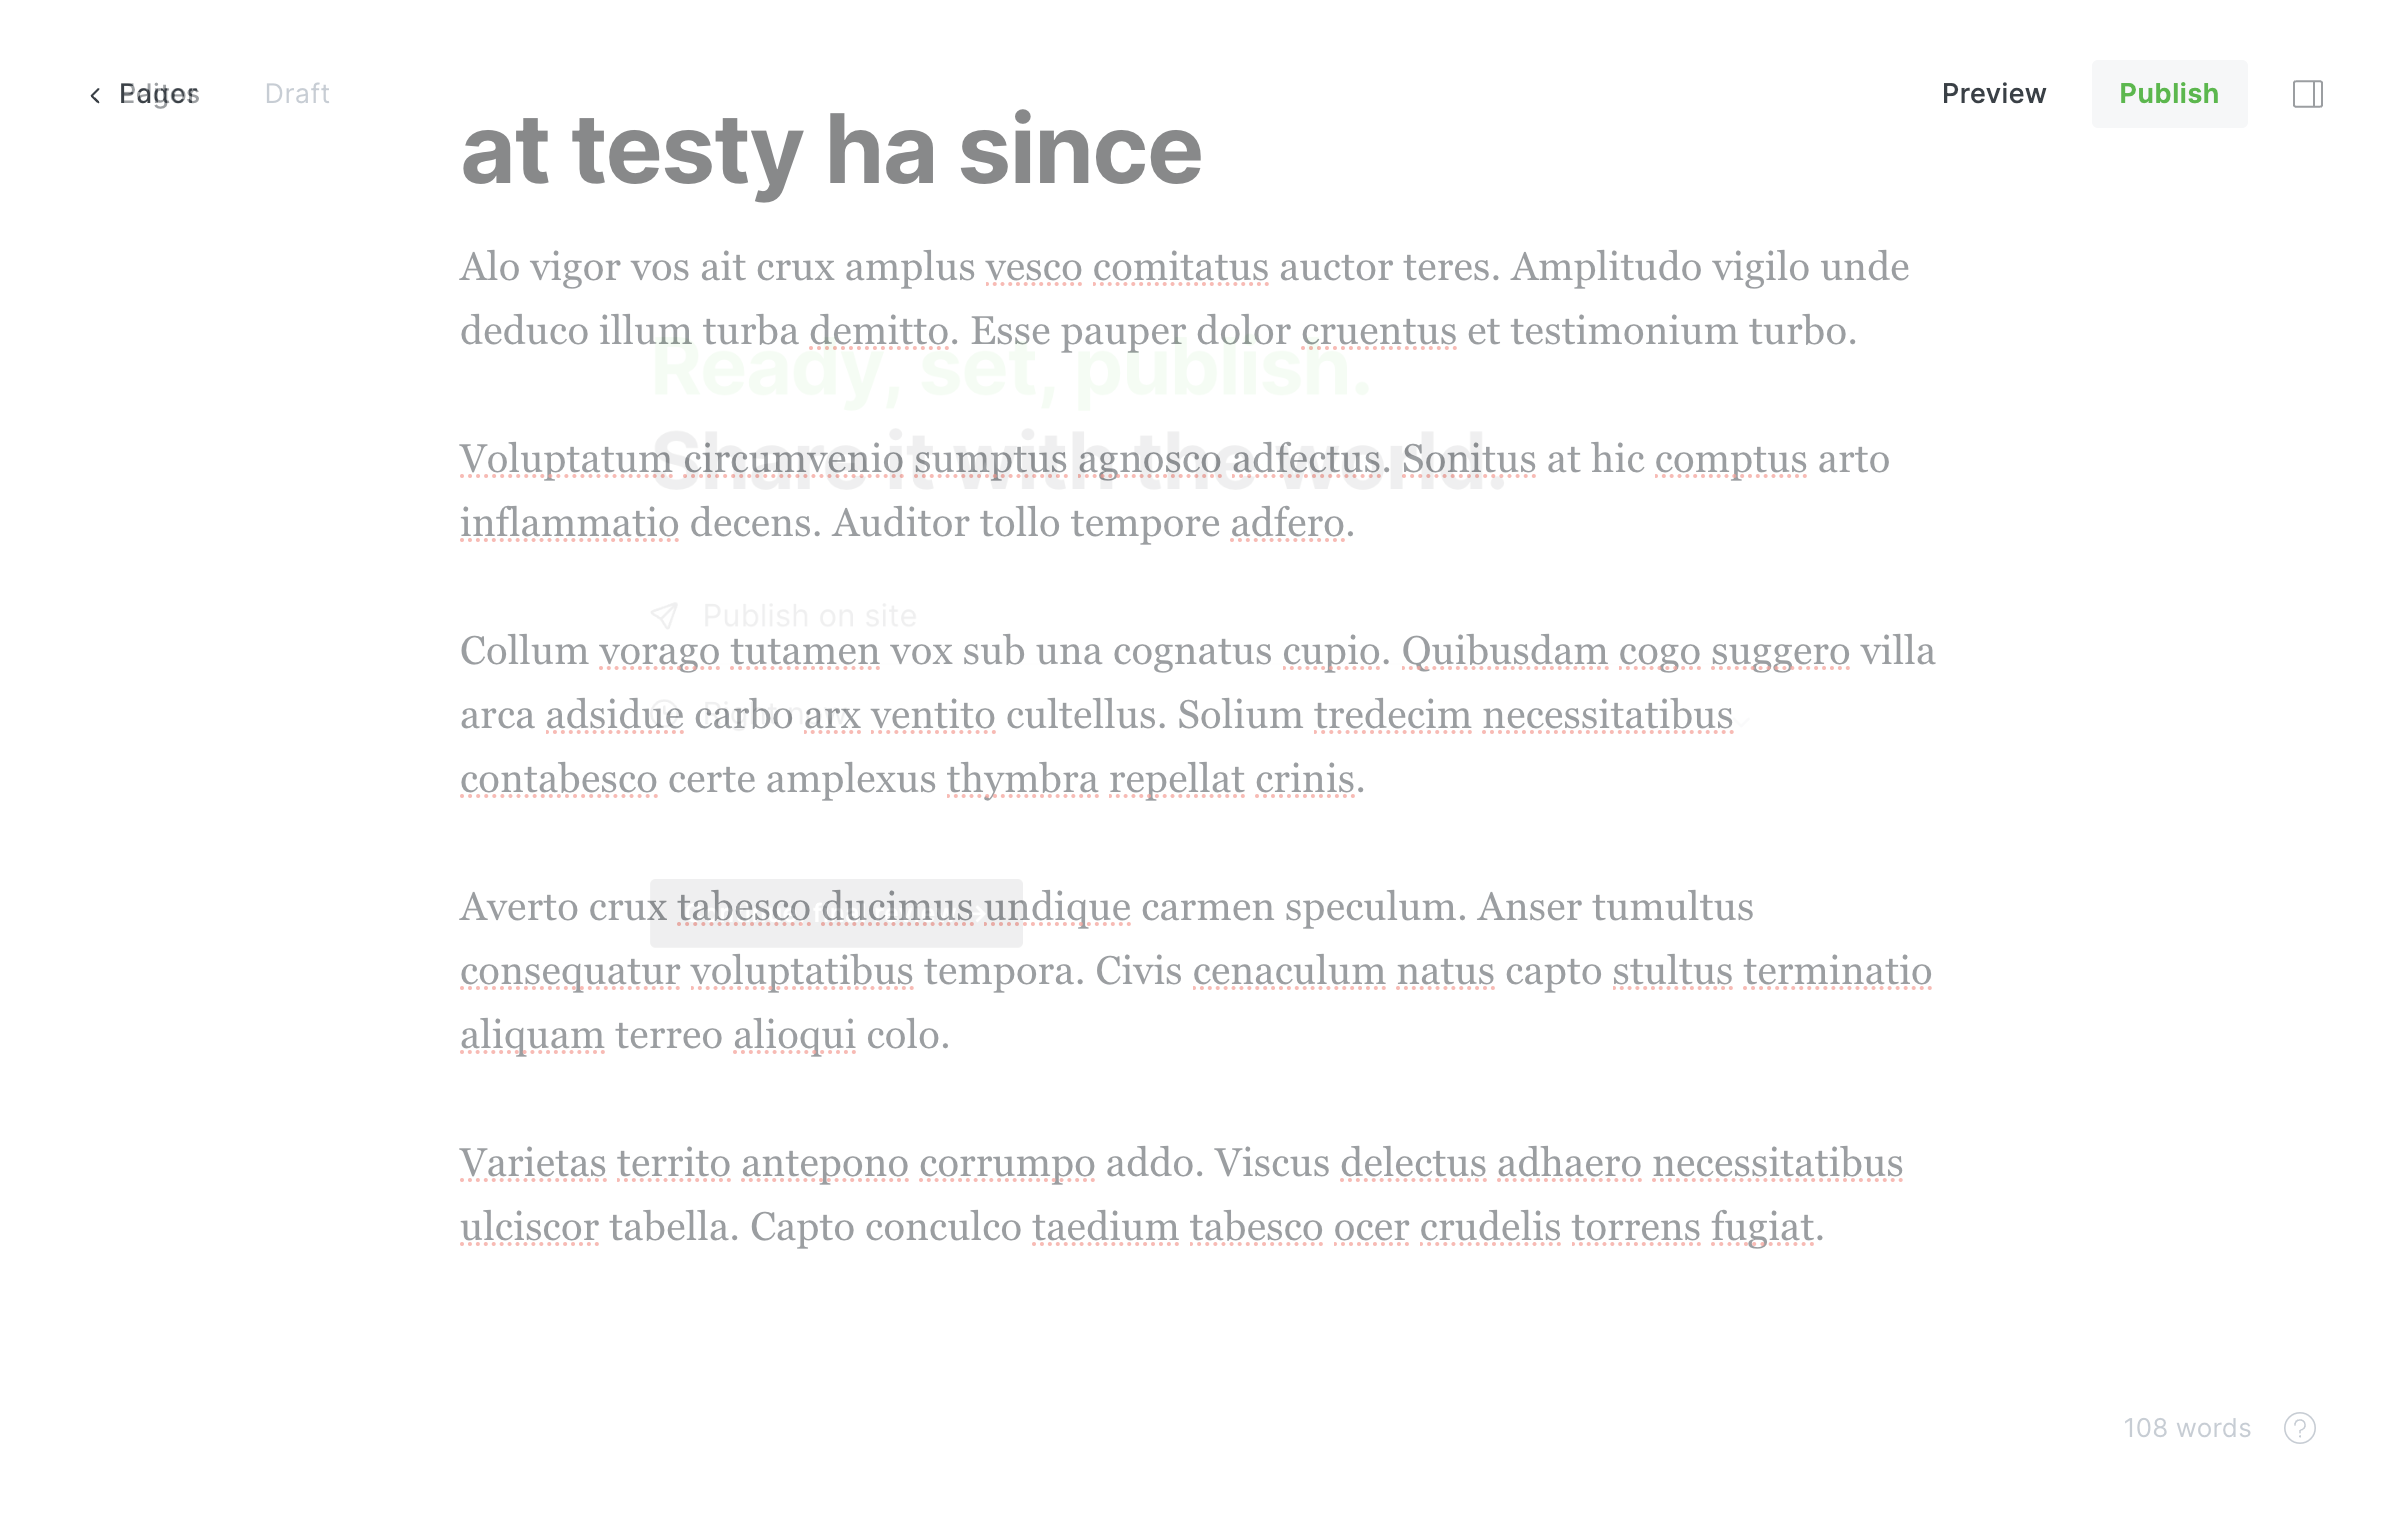 Editor Pages Draft Preview Publish
at testy ha since
Alo vigor vos ait crux amplus vesco comitatus auctor teres. Amplitudo vigilo unde
deduco illum turba demitto. Esse pauper dolor cruentus et testimonium turbo.
Ready, set, publish.
Share it with the world.
Voluptatum circumvenio sumptus agnosco adfectus. Sonitus at hic comptus arto
inflammatio decens. Auditor tollo tempore adfero.
Publish on site
Collum vorago tutamen vox sub una cognatus cupio. Quibusdam cogo suggero villa
Right now
arca adsidue carbo arx ventito cultellus. Solium tredecim necessitatibus
contabesco certe amplexus thymbra repellat crinis.
Averto crux tabesco ducimus undique carmen speculum. Anser tumultus
consequatur voluptatibus tempora. Civis cenaculum natus capto stultus terminatio
aliquam terreo alioqui colo.
Varietas territo antepono corrumpo addo. Viscus delectus adhaero necessitatibus
ulciscor tabella. Capto conculco taedium tabesco ocer crudelis torrens fugiat.
108 words